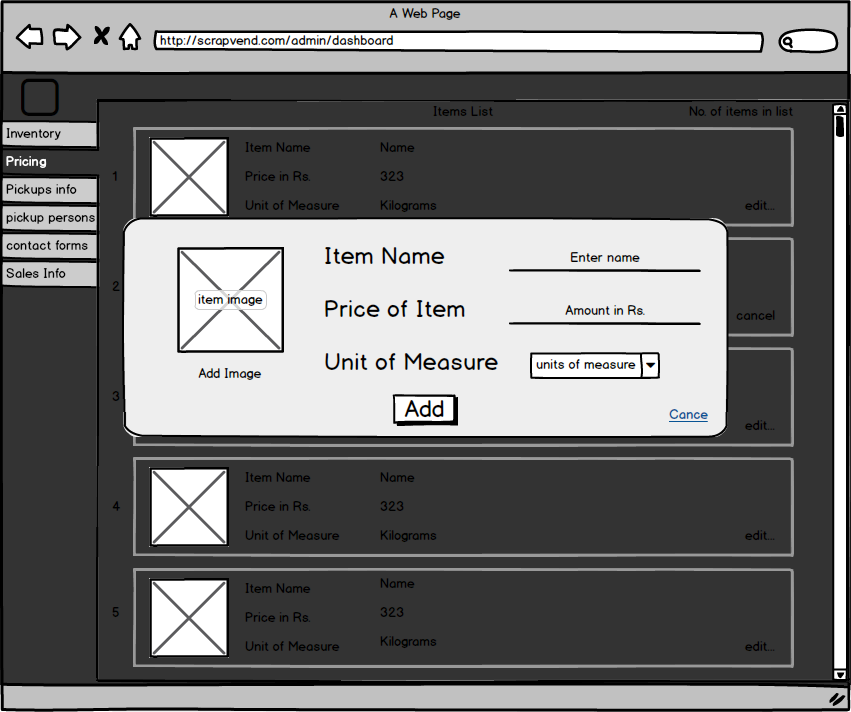 A Web Page
http://scrapvend.com/admin/dashboard
Items List
No. of items in list
Inventory
Pricing
Pickups info
pickup persons
contact forms
Sales Info
1
Item Name
Name
Price in Rs.
323
Unit of Measure
Kilograms
edit...
2
cancel
3
edit...
item image
Add Image
Item Name
Enter name
Price of Item
Amount in Rs.
Unit of Measure
units of measure
Add
Cance
4
Item Name
Name
Price in Rs.
323
Unit of Measure
Kilograms
edit...
5
Item Name
Name
Price in Rs.
323
Unit of Measure
Kilograms
edit...